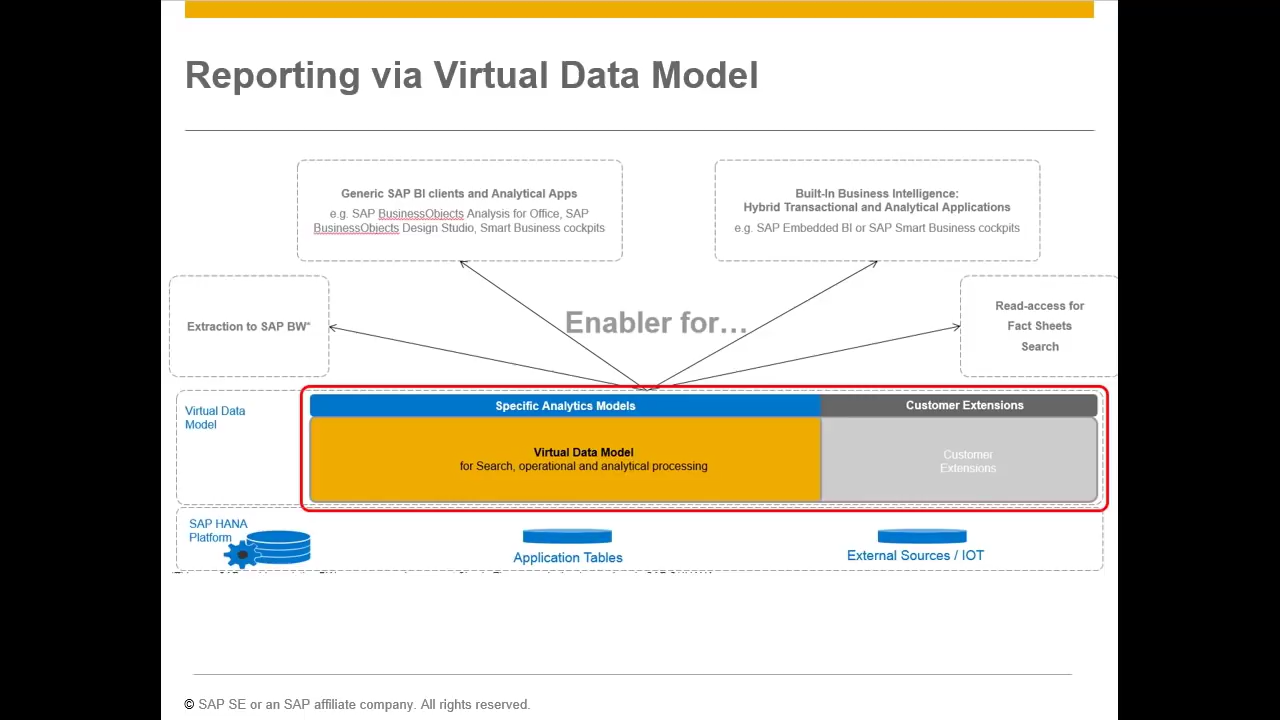 Reporting via Virtual Data Model
Generic SAP BI clients and Analytical Apps
e.g. SAP BusinessObjects Analysis for Office, SAP
BusinessObjects Design Studio, Smart Business cockpits
Built-In Business Intelligence:
Hybrid Transactional and Analytical Applications
e.g. SAP Embedded BI or SAP Smart Business cockpits
Extraction to SAP BW*
Enabler for…
Read-access for
Fact Sheets
Search
Virtual Data
Model
Specific Analytics Models
Customer Extensions
Virtual Data Model
for Search, operational and analytical processing
Customer
Extensions
SAP HANA
Platform
Application Tables
External Sources / IOT
© SAP SE or an SAP affiliate company. All rights reserved.